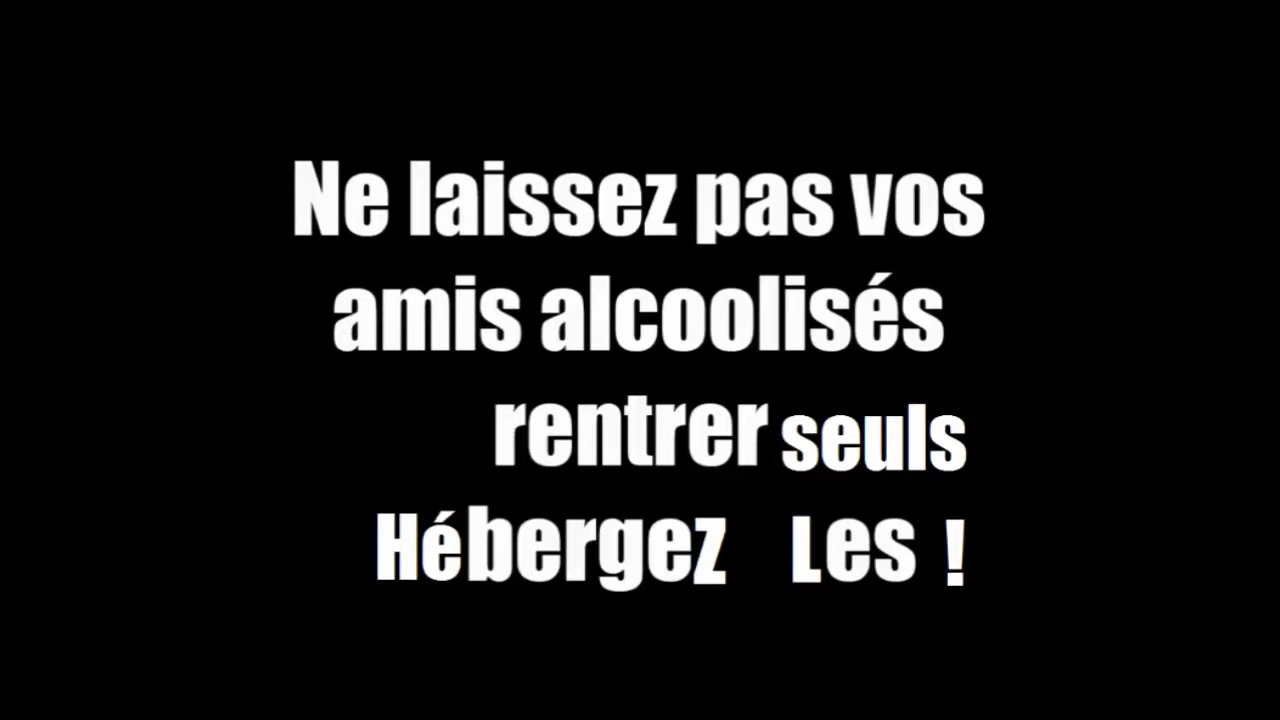 Ne laissez pas vos
amis alcoolisés
rentrer seuls
Hébergez Les !